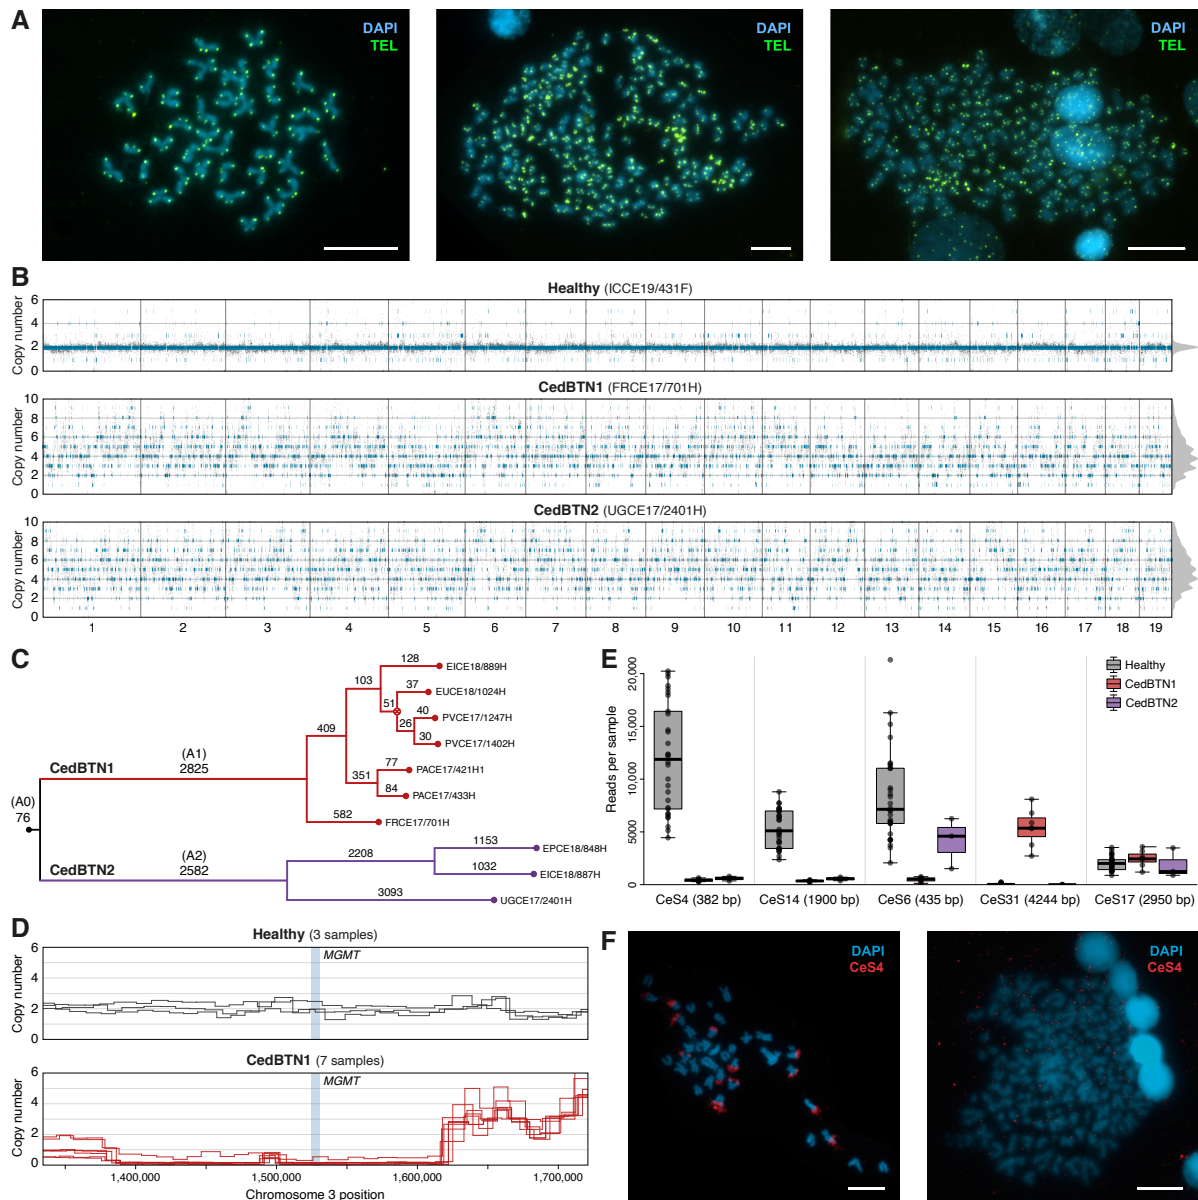 A
DAPI
TEL
DAPI
TEL
DAPI
TEL
B
Healthy (ICCE19/431F)
Copy number
6
4
2
0
CedBTN1 (FRCE17/701H)
Copy number
10
8
6
4
2
0
CedBTN2 (UGCE17/2401H)
Copy number
10
8
6
4
2
0
1 2 3 4 5 6 7 8 9 10 11 12 13 14 15 16 17 18 19
C
(A0)
76
CedBTN1
(A1)
2825
409
103
128
EICE18/889H
51
37
EUCE18/1024H
26
40
PVCE17/1247H
30
PVCE17/1402H
351
77
PACE17/421H1
84
PACE17/433H
582
FRCE17/701H
CedBTN2
(A2)
2582
2208
1153
EPCE18/848H
1032
EICE18/887H
3093
UGCE17/2401H
D
Healthy (3 samples)
MGMT
Copy number
6
4
2
0
CedBTN1 (7 samples)
MGMT
Copy number
6
4
2
0
1,400,000 1,500,000 1,600,000 1,700,000
Chromosome 3 position
E
Reads per sample
20,000
15,000
10,000
5000
0
Healthy
CedBTN1
CedBTN2
CeS4 (382 bp) CeS14 (1900 bp) CeS6 (435 bp) CeS31 (4244 bp) CeS17 (2950 bp)
F
DAPI
CeS4
DAPI
CeS4